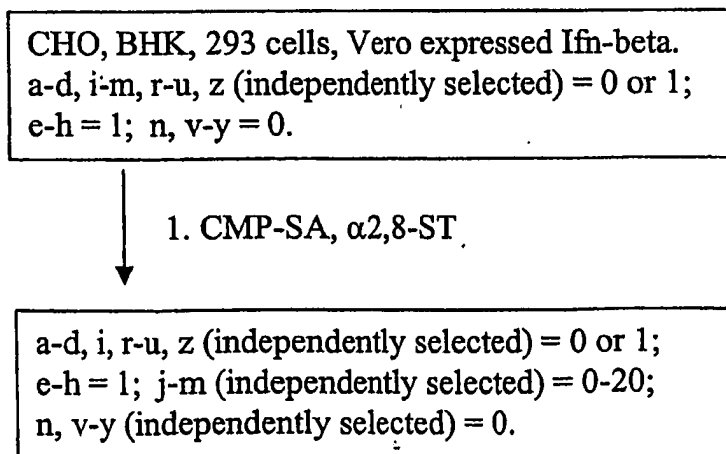 CHO, BHK, 293 cells, Vero expressed Ifn-beta.
a-d, i-m, r-u, z (independently selected) = 0 or 1;
e-h = 1; n, v-y = 0.
1. CMP-SA, α2,8-ST
a-d, i, r-u, z (independently selected) = 0 or 1;
e-h = 1; j-m (independently selected) = 0-20;
n, v-y (independently selected) = 0.